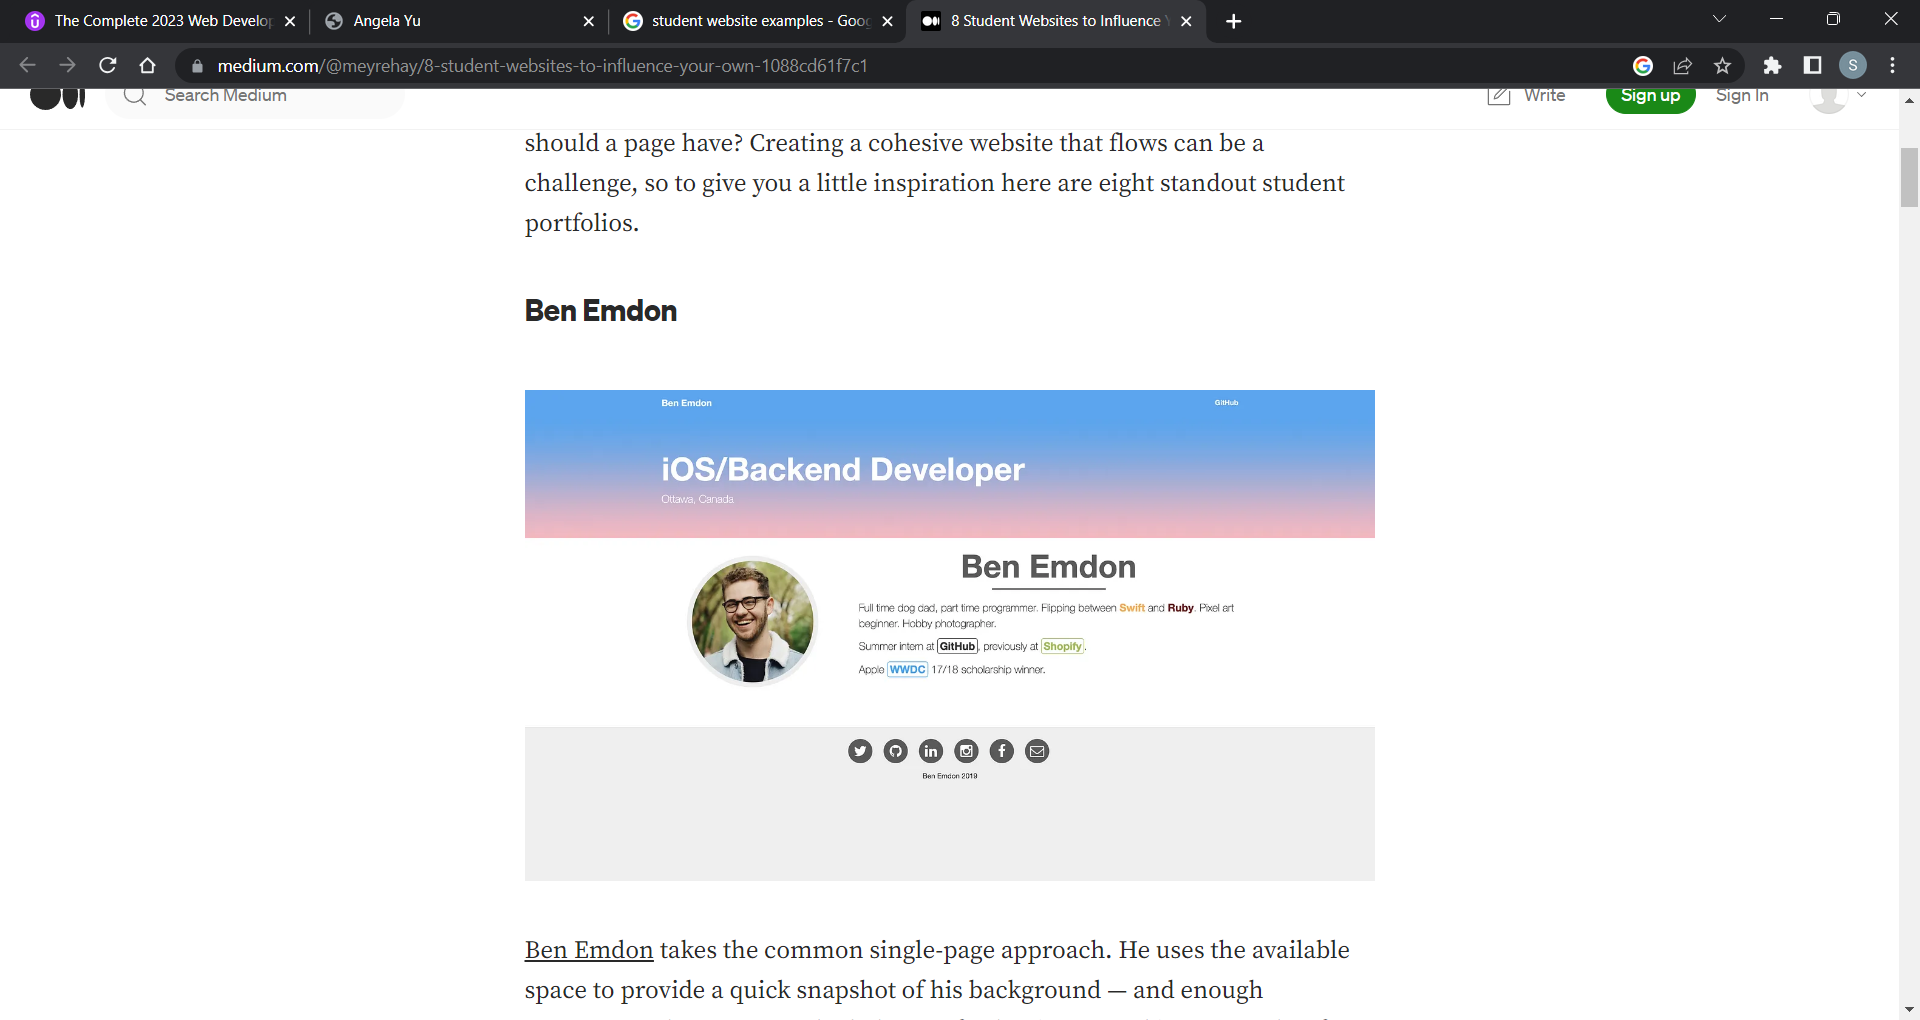 The Complete 2023 Web Develo
Angela Yu
student website examples - Goo
8 Student Websites to Influence
medium.com/@meyrehay/8-student-websites-to-influence-your-own-1088cd61f7c1
S
Search Medium
Write
Sign up
Sign In
should a page have? Creating a cohesive website that flows can be a
challenge, so to give you a little inspiration here are eight standout student
portfolios.
Ben Emdon
Ben Emdon
GitHub
iOS/Backend Developer
Ottawa, Canada
Ben Emdon
Full time dog dad, part time programmer. Flipping between Swift and Ruby. Pixel art
beginner. Hobby photographer.
Summer intern at GitHub, previously at Shopify.
Apple WWDC 17/18 scholarship winner.
Ben Emdon 2019
Ben Emdon takes the common single-page approach. He uses the available
space to provide a quick snapshot of his background — and enough